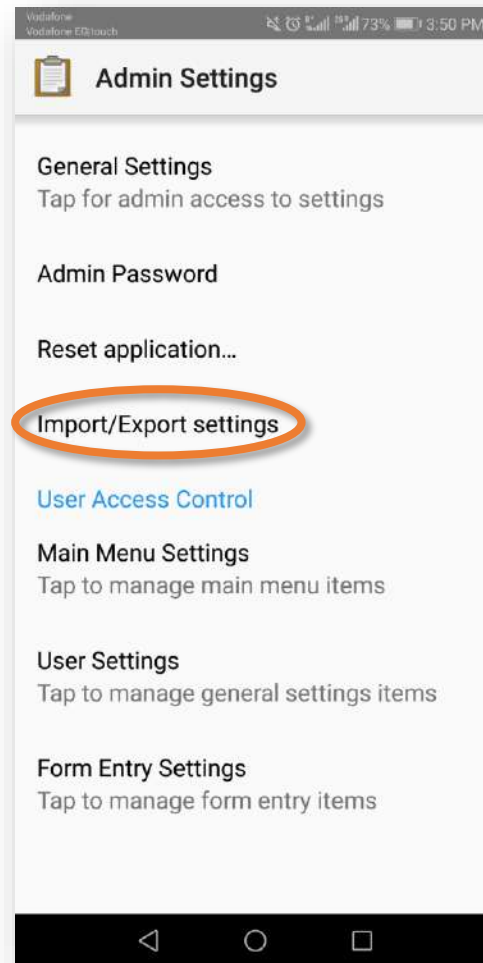 Vodafone
Vodafone EG|touch 73% 3:50 PM
Admin Settings
General Settings
Tap for admin access to settings
Admin Password
Reset application...
Import/Export settings
User Access Control
Main Menu Settings
Tap to manage main menu items
User Settings
Tap to manage general settings items
Form Entry Settings
Tap to manage form entry items